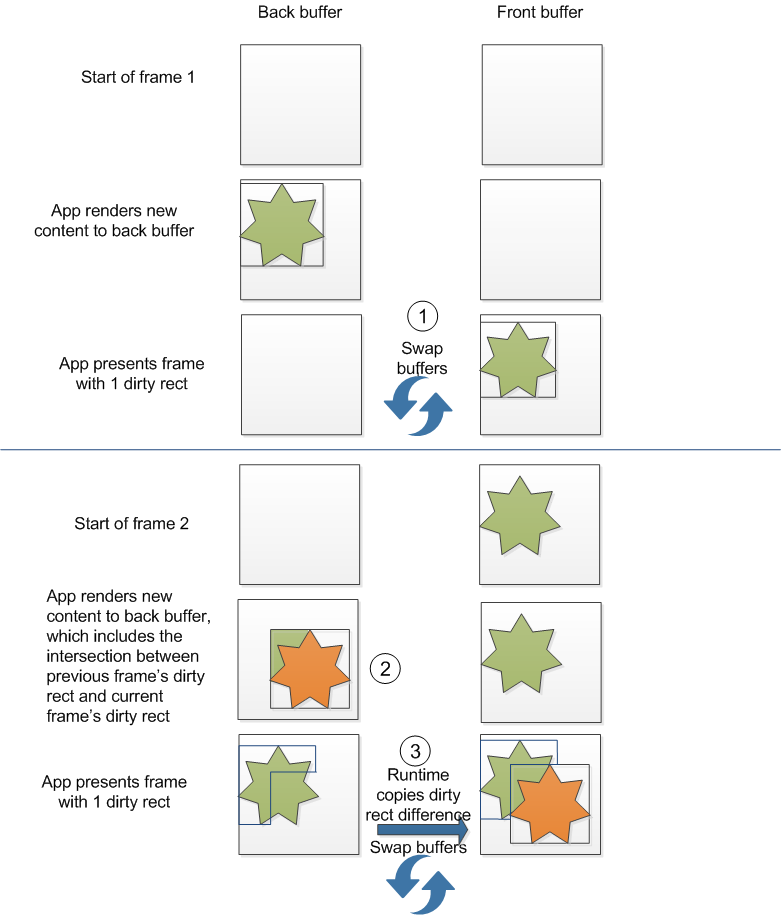 Back buffer
Front buffer
Start of frame 1
App renders new
content to back buffer
1
Swap
buffers
App presents frame
with 1 dirty rect
Start of frame 2
App renders new
content to back buffer,
which includes the
intersection between
previous frame's dirty
rect and current
frame's dirty rect
2
App presents frame
with 1 dirty rect
3
Runtime
copies dirty
rect difference
Swap buffers